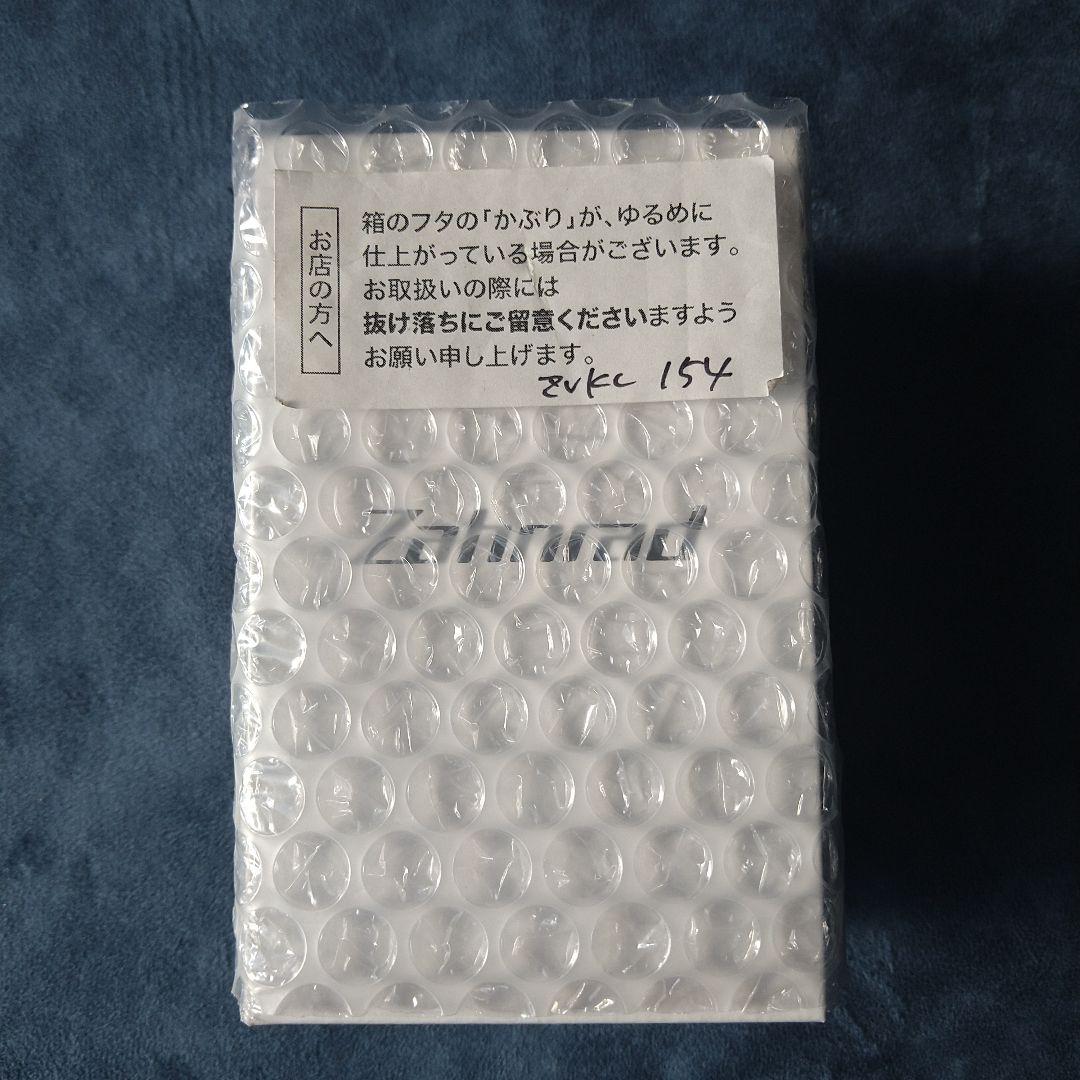 お店の方へ
箱のフタの「かぶり」が、ゆるめに
仕上がっている場合がございます。
お取扱いの際には
抜け落ちにご留意くださいますよう
お願い申し上げます。
ZVKC 154
Zahnrad